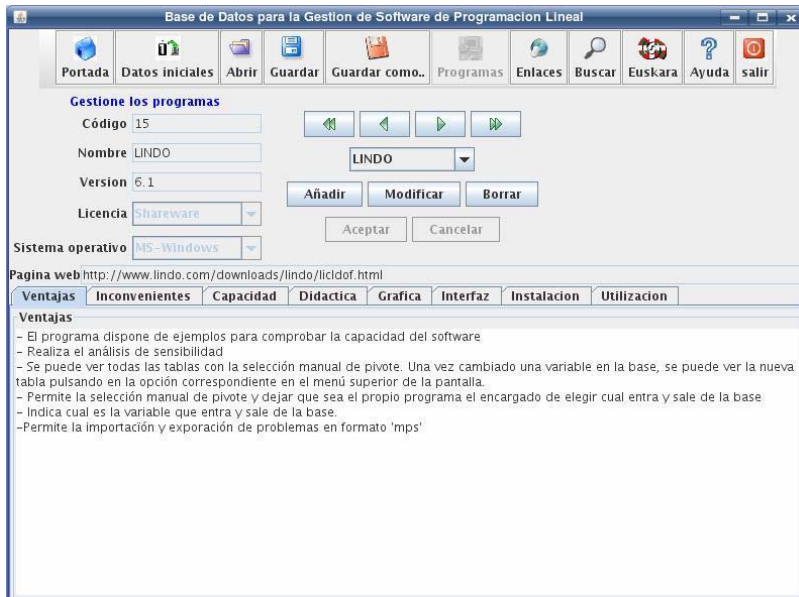 Base de Datos para la Gestion de Software de Programacion Lineal
Portada Datos iniciales Abrir Guardar Guardar como.. Programas Enlaces Buscar Euskara Ayuda salir
Gestione los programas
Código 15
Nombre LINDO
LINDO
Version 6.1
Añadir Modificar Borrar
Licencia Shareware
Aceptar Cancelar
Sistema operativo MS-Windows
Pagina web http://www.lindo.com/downloads/lindo/licldof.html
Ventajas Inconvenientes Capacidad Didactica Grafica Interfaz Instalacion Utilizacion
Ventajas
- El programa dispone de ejemplos para comprobar la capacidad del software
- Realiza el análisis de sensibilidad
- Se puede ver todas las tablas con la selección manual de pivote. Una vez cambiado una variable en la base, se puede ver la nueva
tabla pulsando en la opción correspondiente en el menú superior de la pantalla.
- Permite la selección manual de pivote y dejar que sea el propio programa el encargado de elegir cual entra y sale de la base
- Indica cual es la variable que entra y sale de la base.
-Permite la importación y exporación de problemas en formato 'mps'